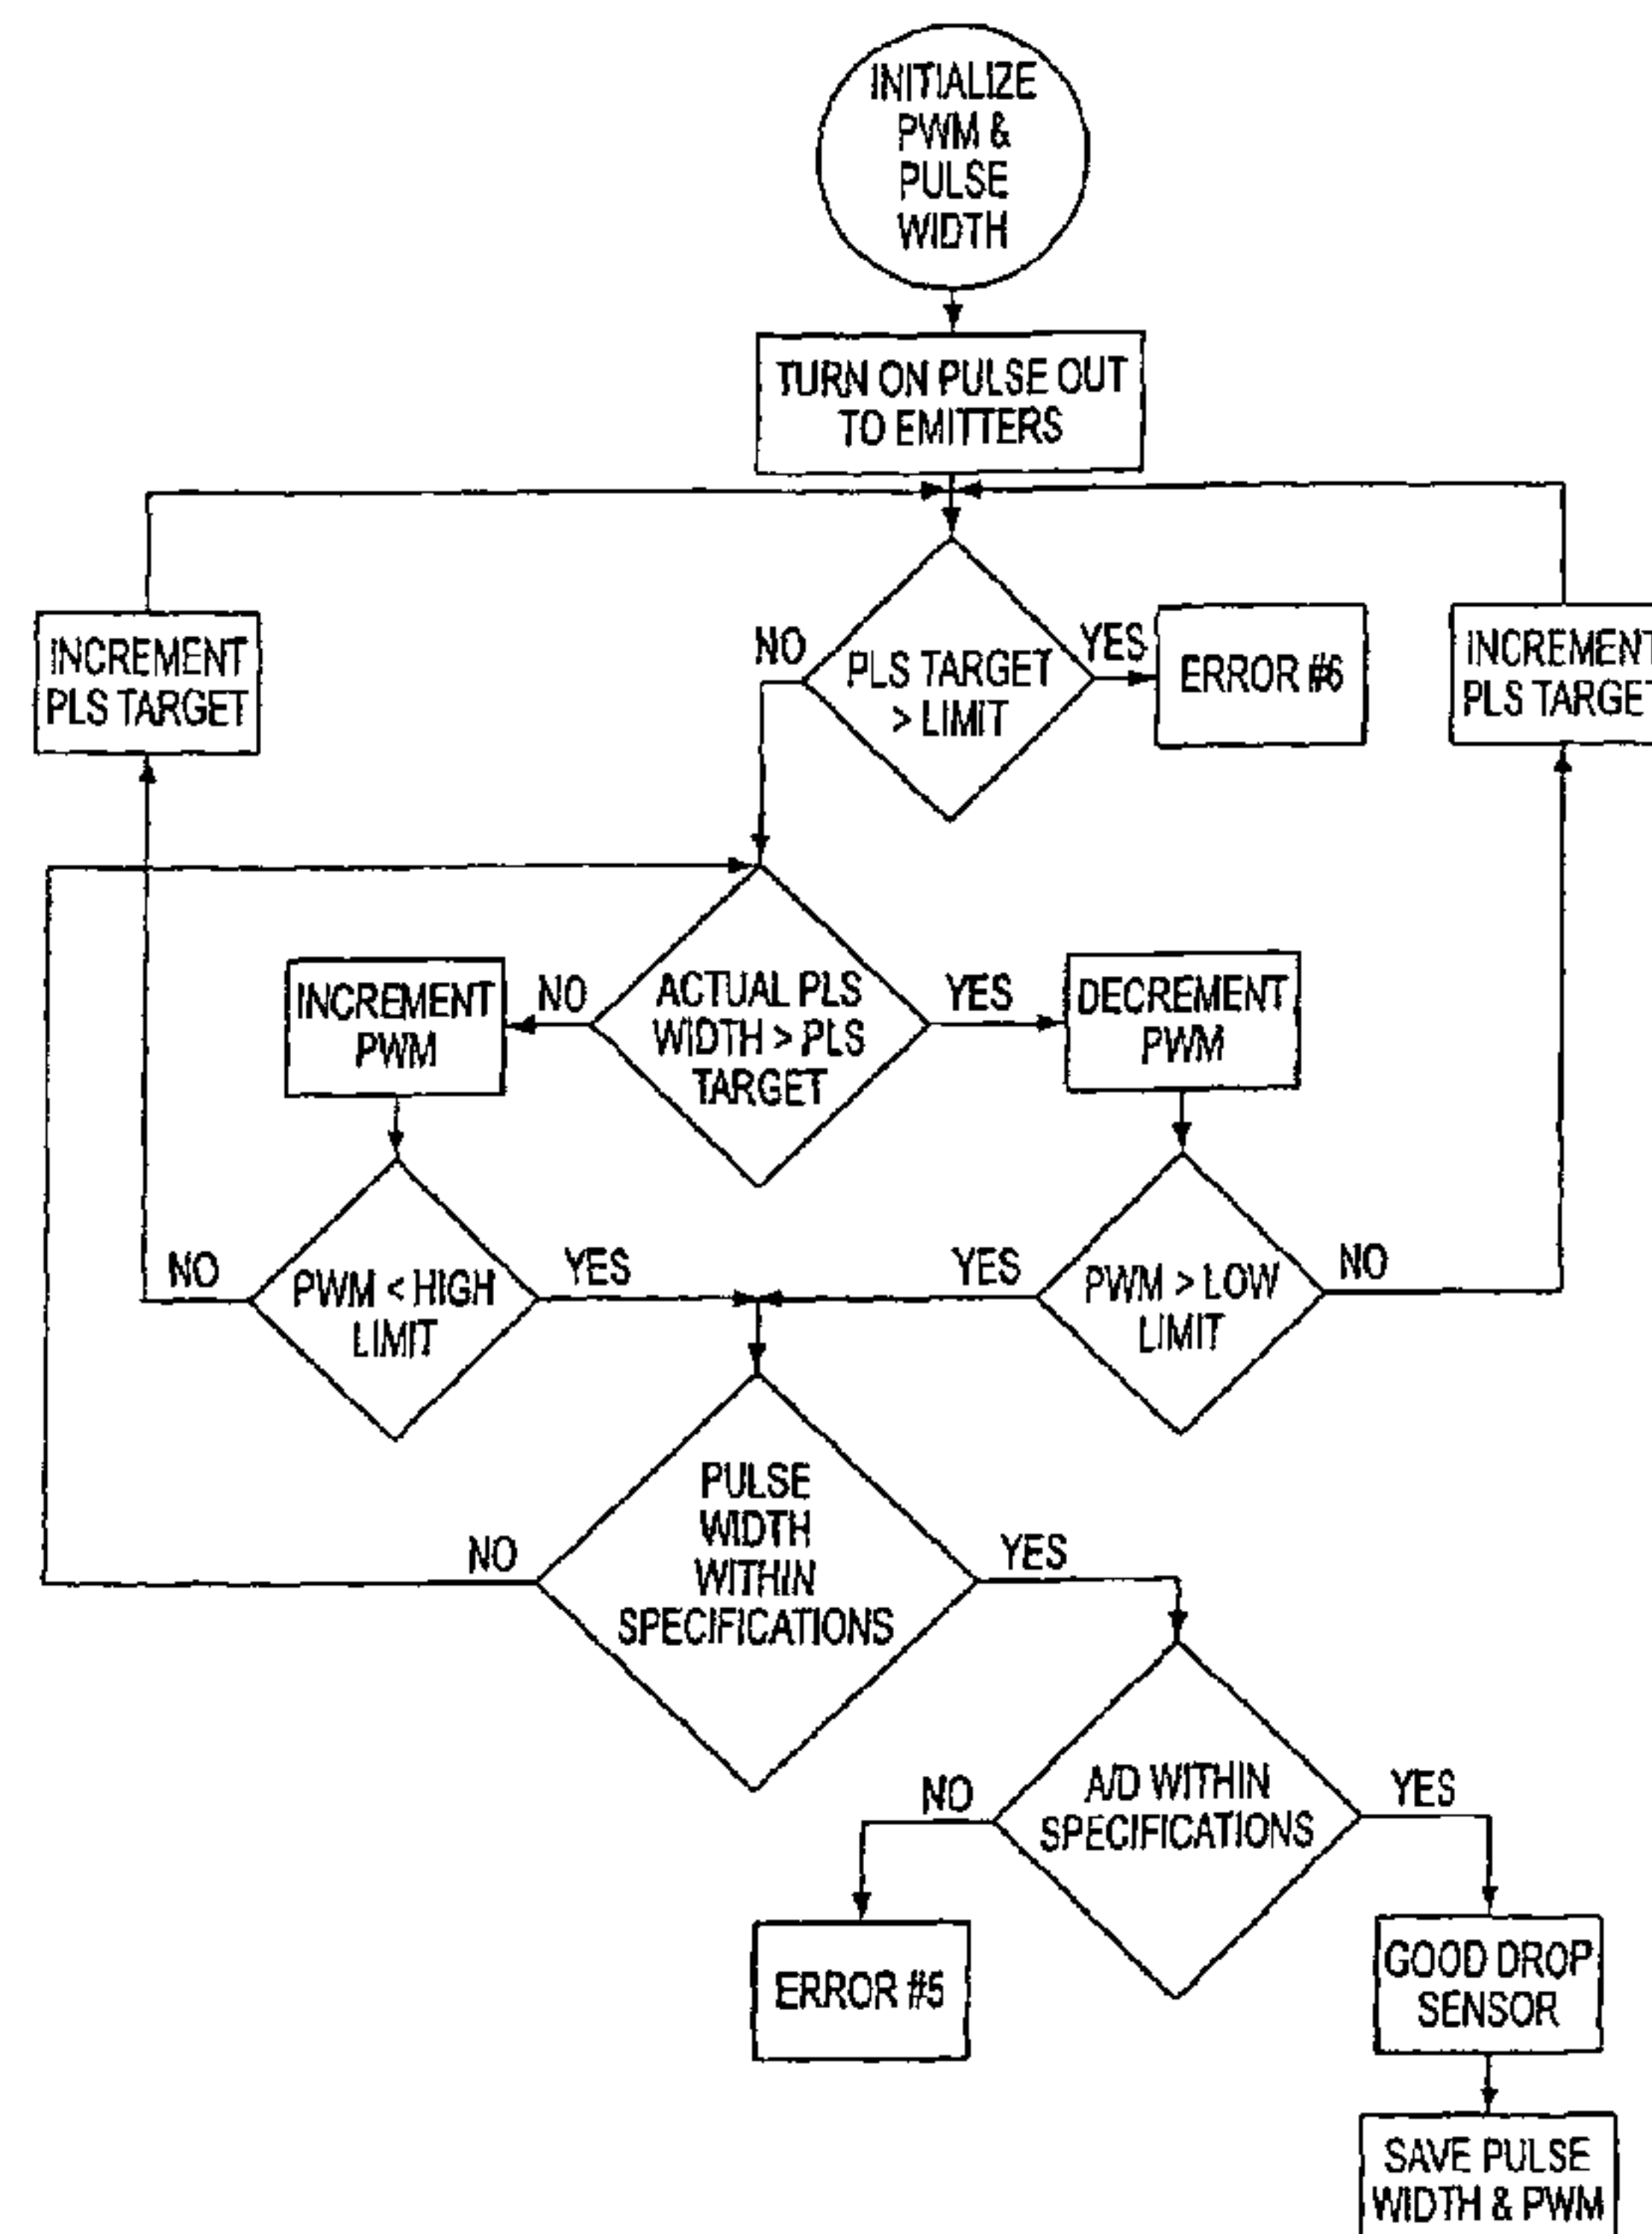 INITIALIZE
PWM &
PULSE
WIDTH
TURN ON PULSE OUT
TO EMITTERS
INCREMENT
PLS TARGET
NO
PLS TARGET
> LIMIT
YES
ERROR #6
INCREMENT
PLS TARGET
INCREMENT
PWM
NO
ACTUAL PLS
WIDTH > PLS
TARGET
YES
DECREMENT
PWM
NO
PWM < HIGH
LIMIT
YES
YES
PWM > LOW
LIMIT
NO
NO
PULSE
WIDTH
WITHIN
SPECIFICATIONS
YES
NO
A/D WITHIN
SPECIFICATIONS
YES
ERROR #5
GOOD DROP
SENSOR
SAVE PULSE
WIDTH & PWM